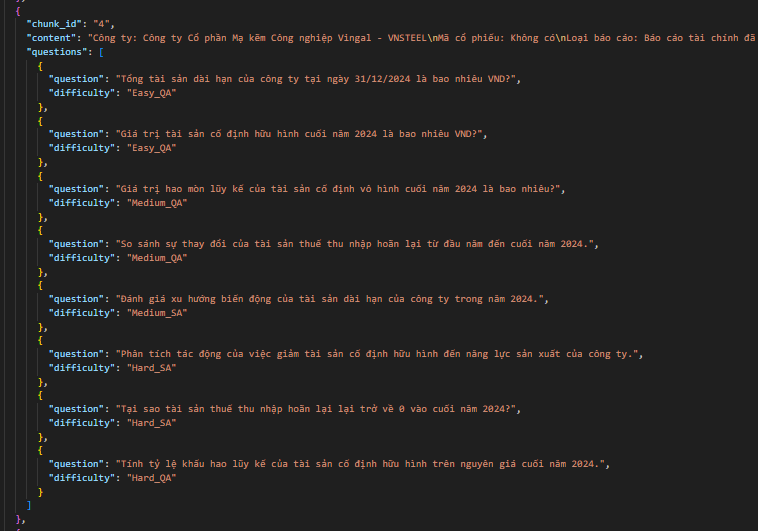 {
"chunk_id": "4",
"content": "Công ty: Công ty Cổ phần Mạ kẽm Công nghiệp Vingal - VNSTEEL\nMã cổ phiếu: Không có\nLoại báo cáo: Báo cáo tài chính đã
"questions": [
{
"question": "Tổng tài sản dài hạn của công ty tại ngày 31/12/2024 là bao nhiêu VND?",
"difficulty": "Easy_QA"
},
{
"question": "Giá trị tài sản cố định hữu hình cuối năm 2024 là bao nhiêu VND?",
"difficulty": "Easy_QA"
},
{
"question": "Giá trị hao mòn lũy kế của tài sản cố định vô hình cuối năm 2024 là bao nhiêu?",
"difficulty": "Medium_QA"
},
{
"question": "So sánh sự thay đổi của tài sản thuế thu nhập hoãn lại từ đầu năm đến cuối năm 2024.",
"difficulty": "Medium_QA"
},
{
"question": "Đánh giá xu hướng biến động của tài sản dài hạn của công ty trong năm 2024.",
"difficulty": "Medium_SA"
},
{
"question": "Phân tích tác động của việc giảm tài sản cố định hữu hình đến năng lực sản xuất của công ty.",
"difficulty": "Hard_SA"
},
{
"question": "Tại sao tài sản thuế thu nhập hoãn lại lại trở về 0 vào cuối năm 2024?",
"difficulty": "Hard_SA"
},
{
"question": "Tính tỷ lệ khấu hao lũy kế của tài sản cố định hữu hình trên nguyên giá cuối năm 2024.",
"difficulty": "Hard_QA"
}
]
},